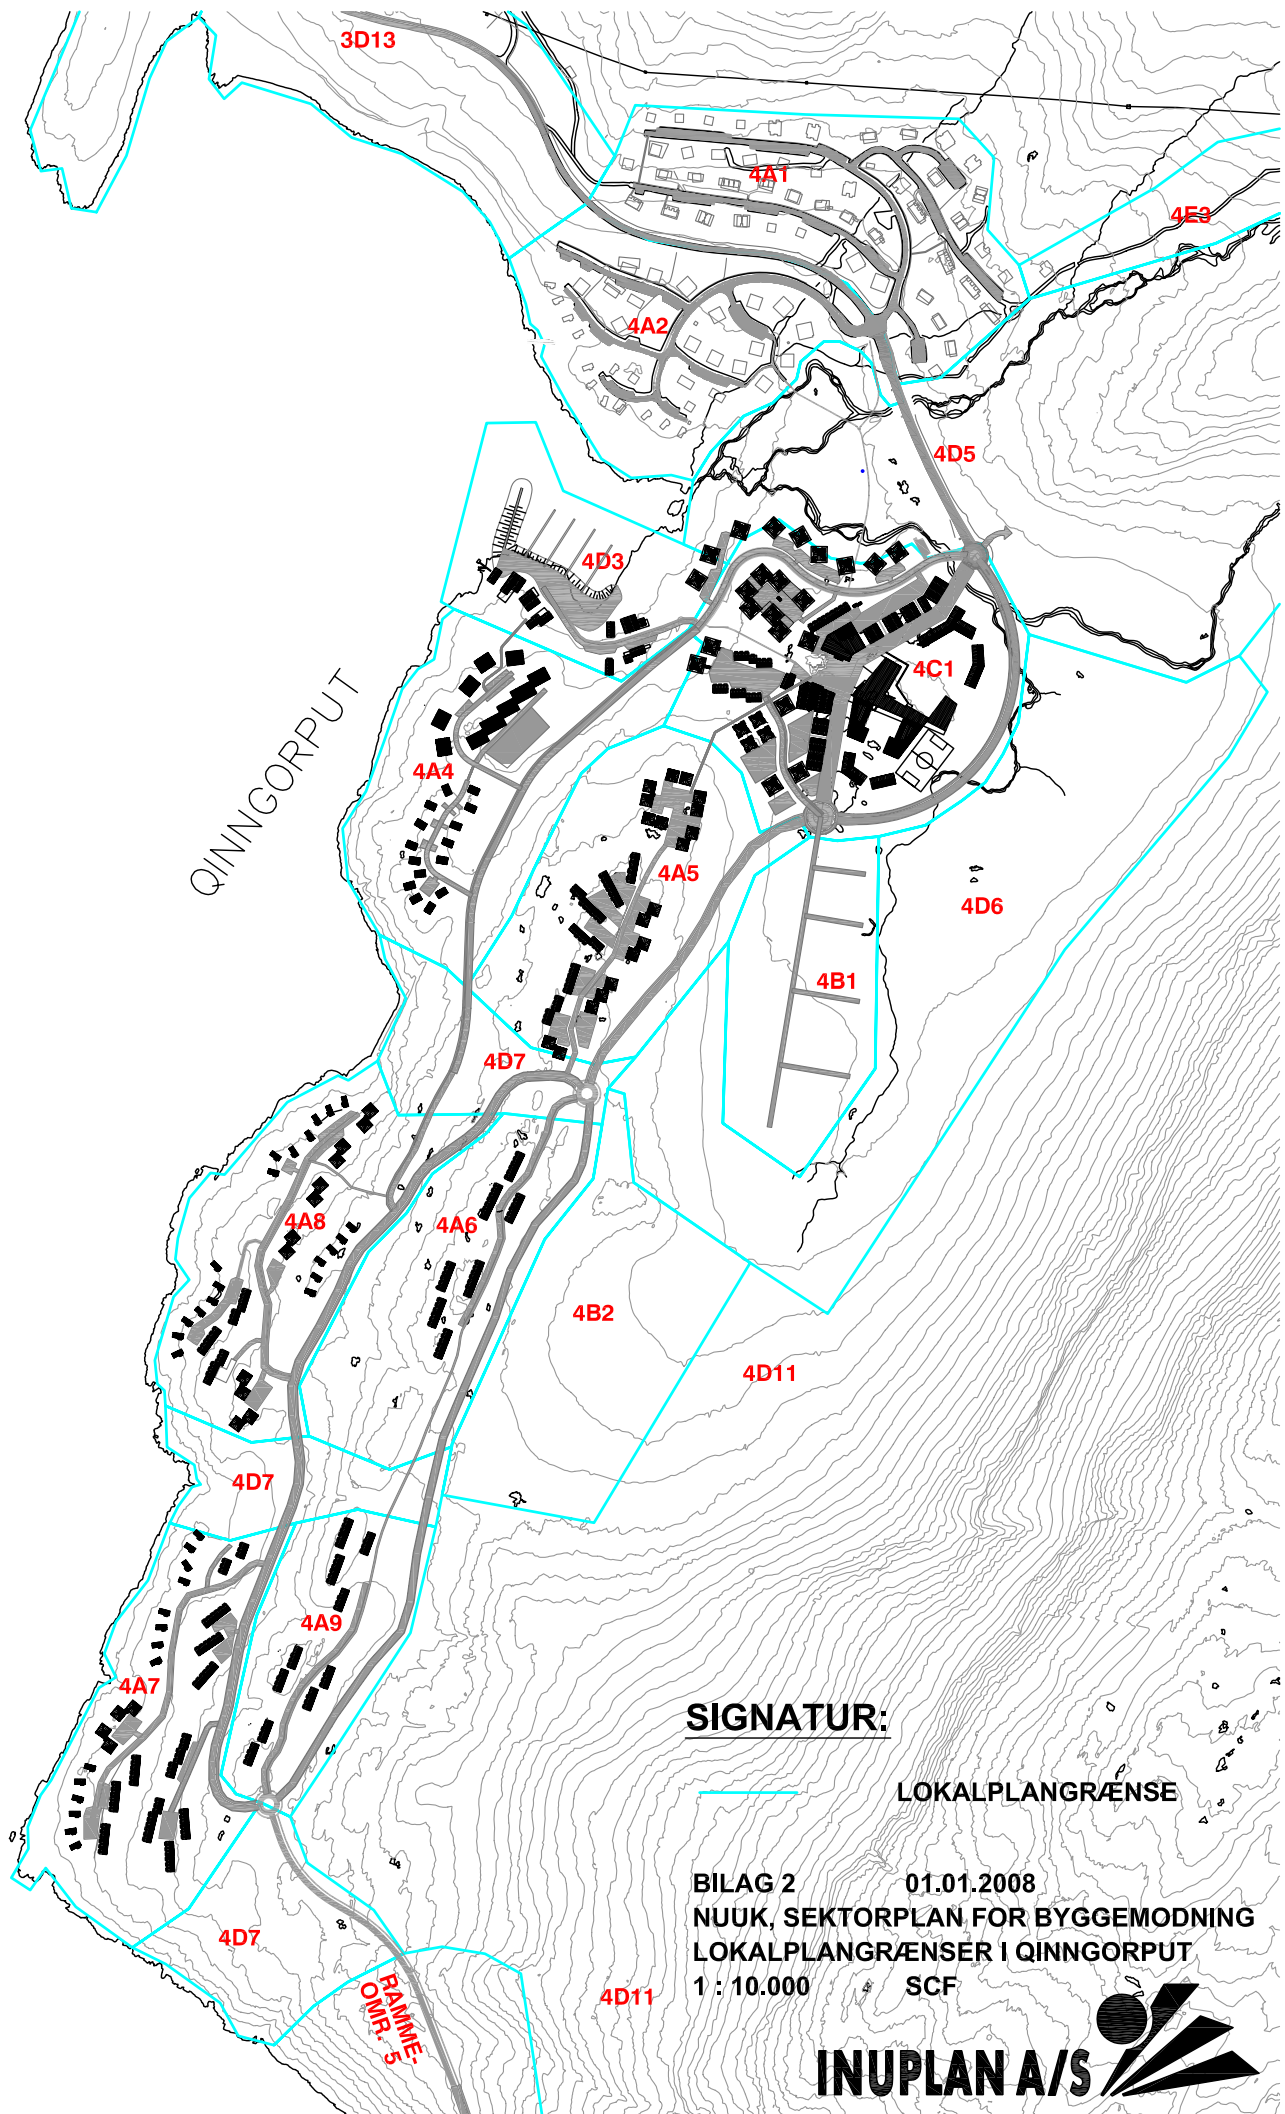 3D13
4A1
4E3
4A2
4D5
4D3
4C1
QINNGORPUT
4A4
4A5
4D6
4B1
4D7
4A8
4A6
4B2
4D11
4D7
4A9
4A7
SIGNATUR:
LOKALPLANGRÆNSE
BILAG 2 01.01.2008
NUUK, SEKTORPLAN FOR BYGGEMODNING
LOKALPLANGRÆNSER I QINNGORPUT
1 : 10.000 SCF
4D7
4D11
RAMME-
OMR. 5
INUPLAN A/S